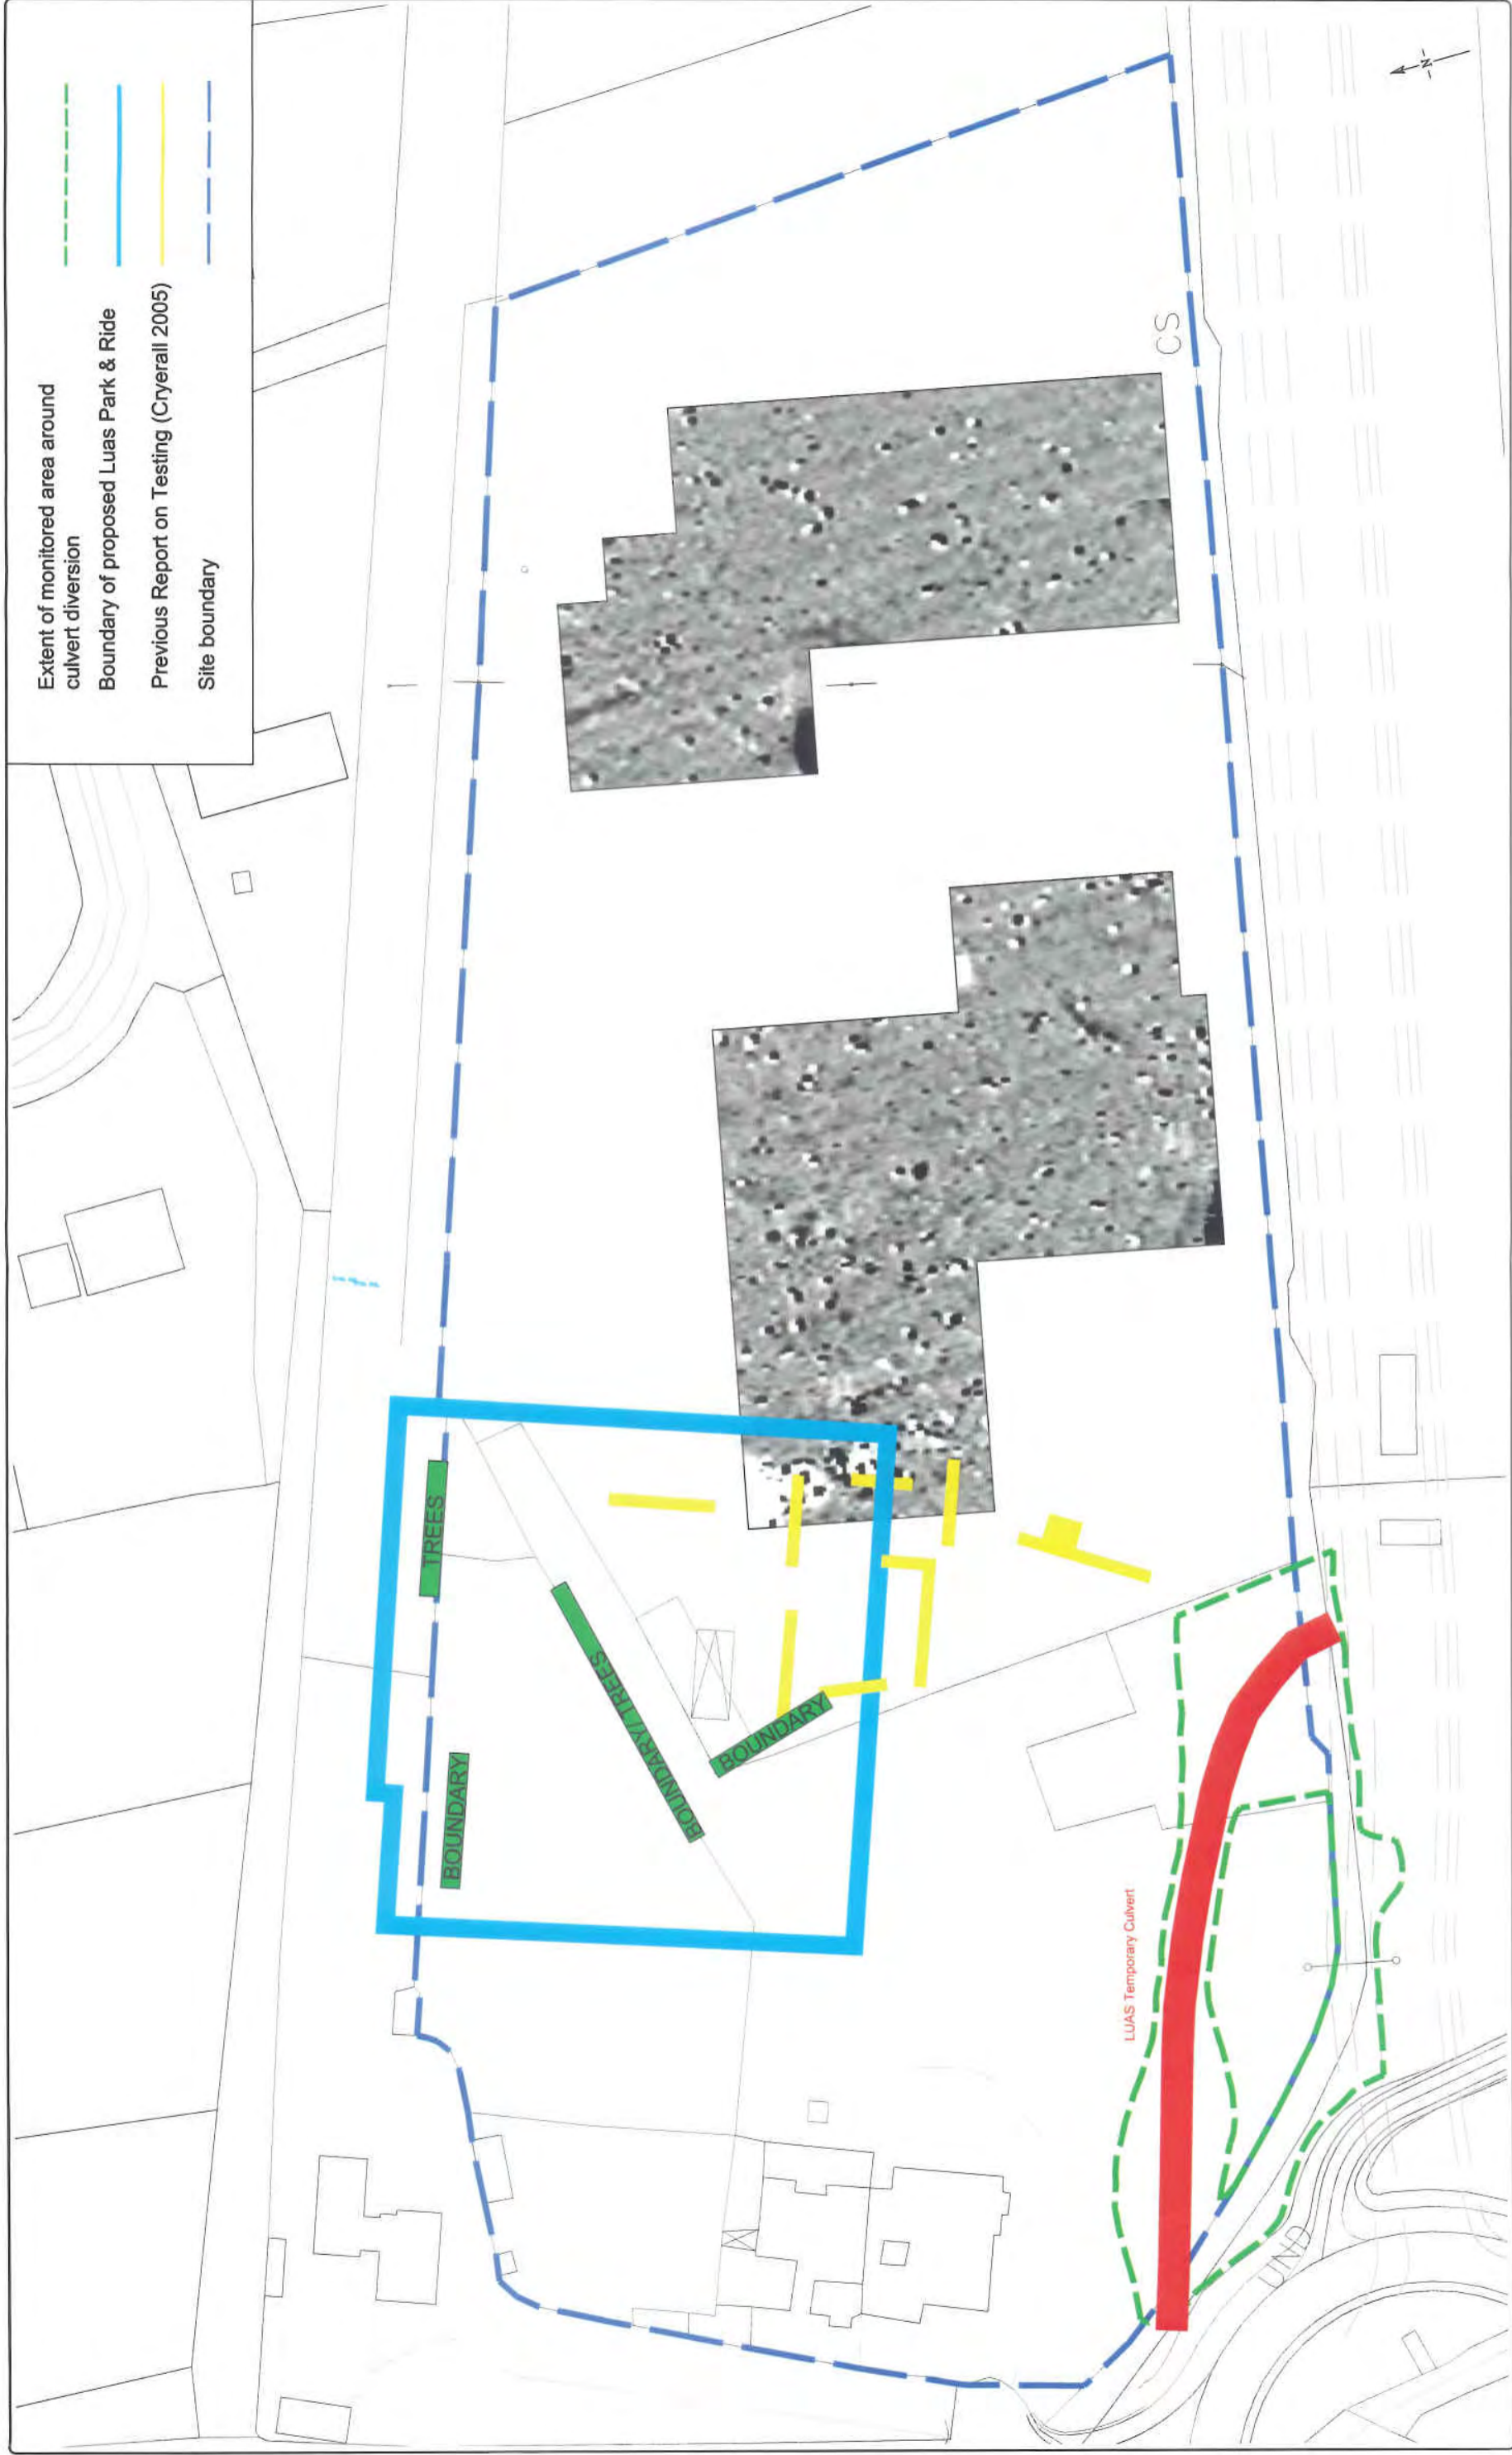 Extent of monitored area around
culvert diversion
Boundary of proposed Luas Park & Ride
Previous Report on Testing (Cryerall 2005)
Site boundary
N
CS
TREES
BOUNDARY/TREES
BOUNDARY
BOUNDARY
LUAS Temporary Culvert
UND